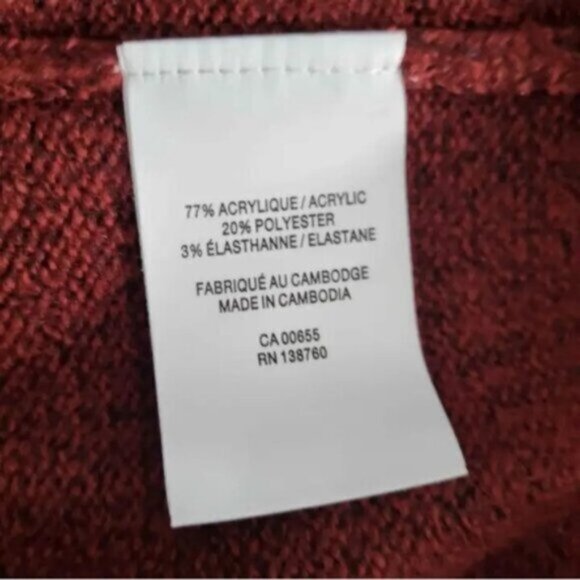 77% ACRYLIQUE / ACRYLIC
20% POLYESTER
3% ÉLASTHANNE / ELASTANE
FABRIQUÉ AU CAMBODGE
MADE IN CAMBODIA
CA 00655
RN 138760